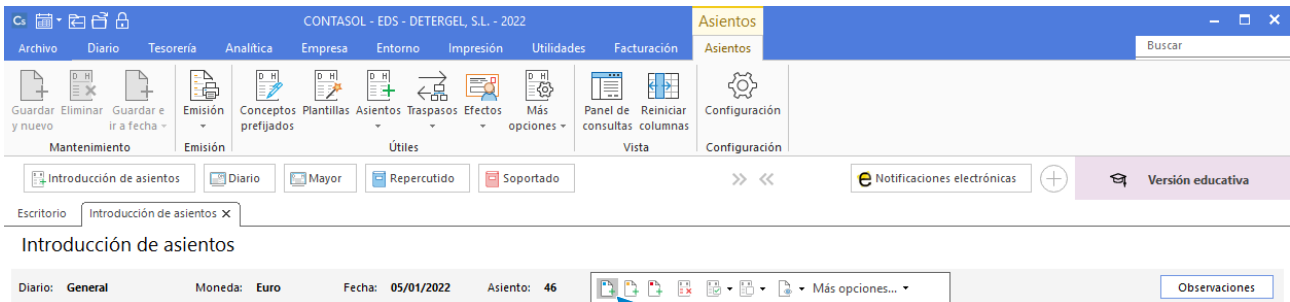 Cs CONTASOL - EDS - DETERGEL, S.L. - 2022 Asientos
Archivo Diario Tesorería Analítica Empresa Entorno Impresión Utilidades Facturación Asientos Buscar
D H D H D H D H D H
Guardar Eliminar Guardar e Emisión Conceptos Plantillas Asientos Traspasos Efectos Más Panel de Reiniciar Configuración
y nuevo ir a fecha prefijados opciones consultas columnas
Mantenimiento Emisión Útiles Vista Configuración
Introducción de asientos Diario Mayor Repercutido Soportado e Notificaciones electrónicas Versión educativa
Escritorio Introducción de asientos
Introducción de asientos
Diario: General Moneda: Euro Fecha: 05/01/2022 Asiento: 46 Más opciones... Observaciones